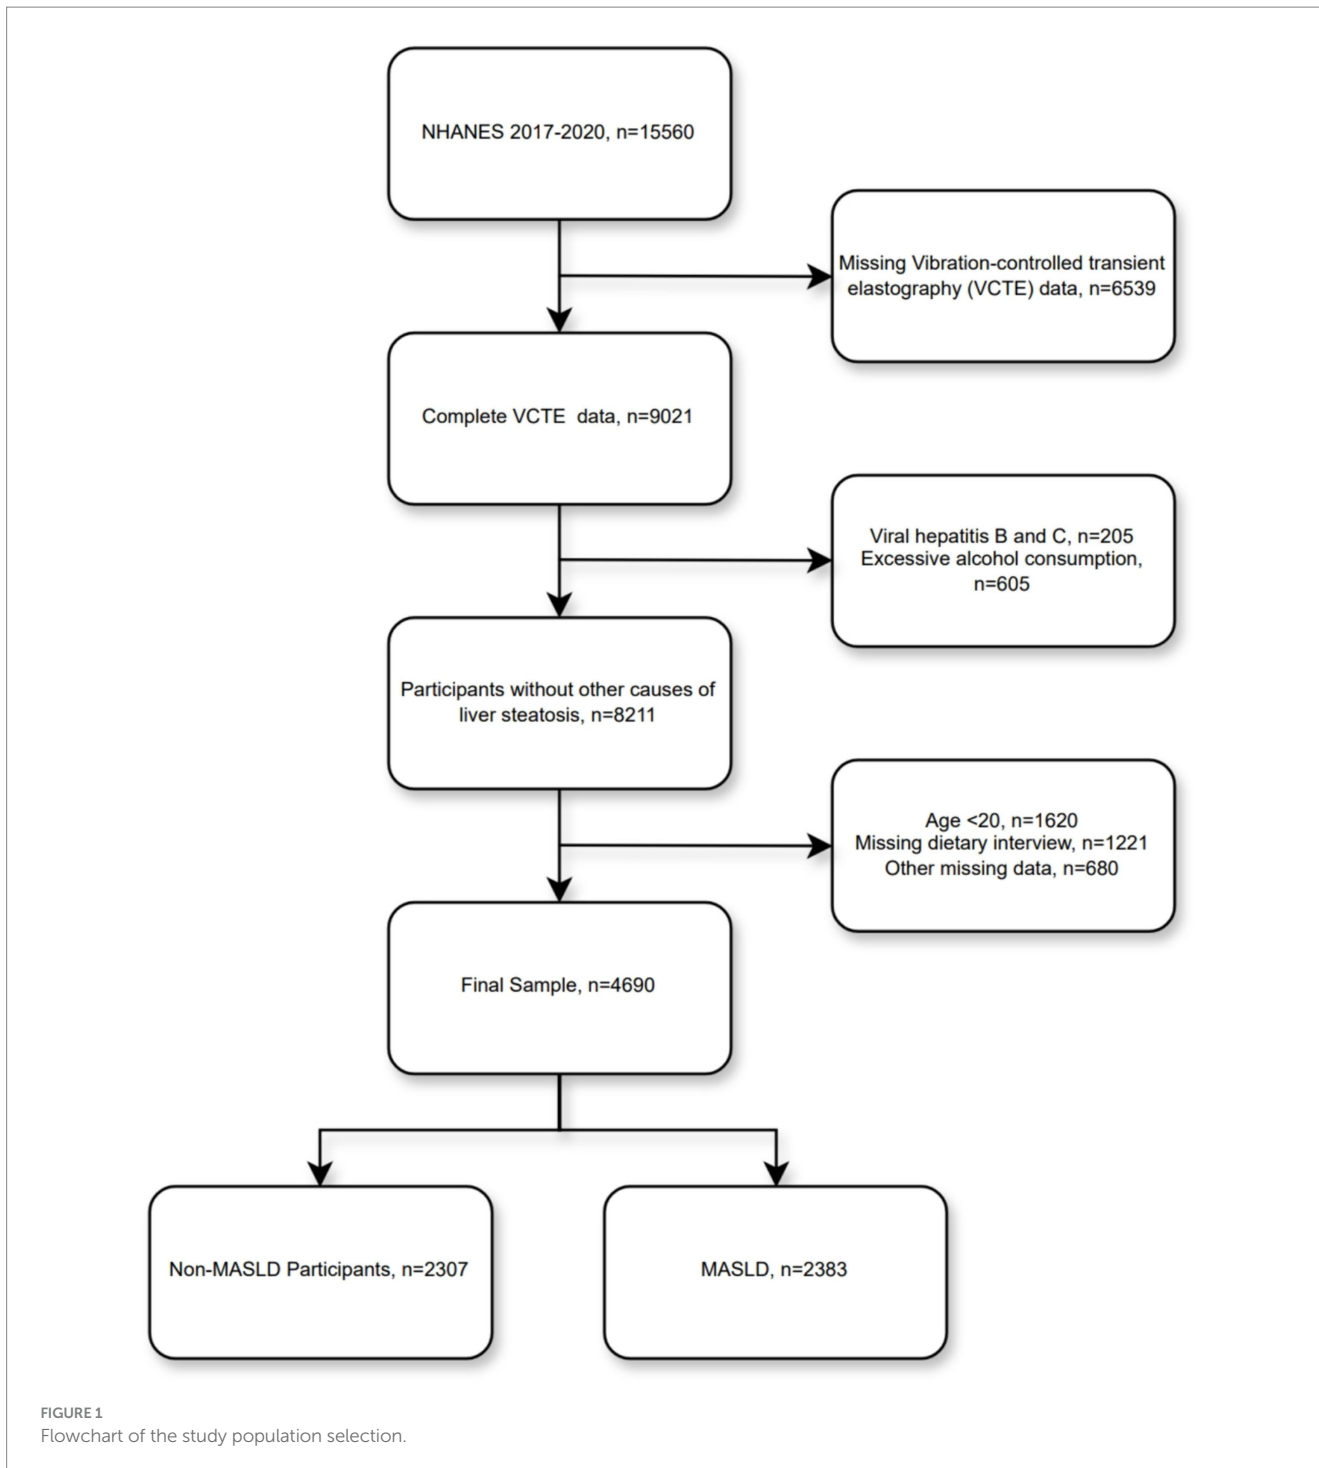 NHANES 2017-2020, n=15560
Missing Vibration-controlled transient
elastography (VCTE) data, n=6539
Complete VCTE data, n=9021
Viral hepatitis B and C, n=205
Excessive alcohol consumption,
n=605
Participants without other causes of
liver steatosis, n=8211
Age <20, n=1620
Missing dietary interview, n=1221
Other missing data, n=680
Final Sample, n=4690
Non-MASLD Participants, n=2307
MASLD, n=2383
FIGURE 1
Flowchart of the study population selection.